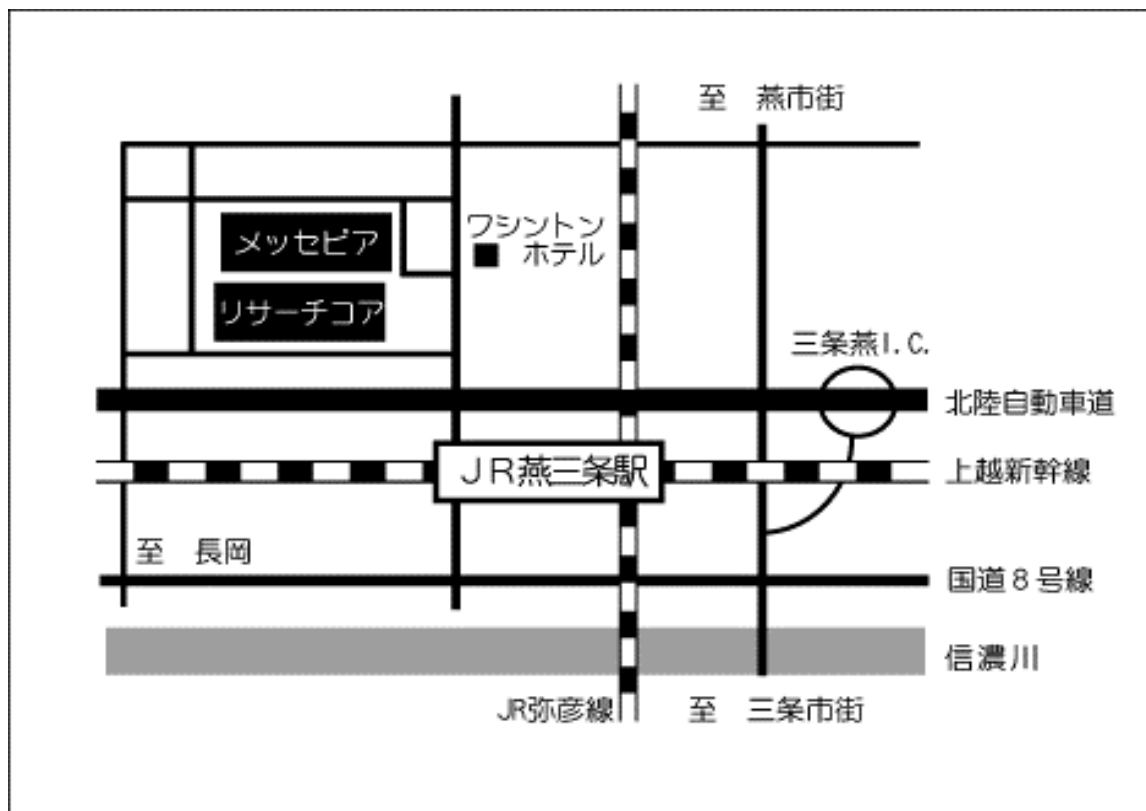 至　燕市街
ワシントン
ホテル
メッセピア
リサーチコア
三条燕I.C.
北陸自動車道
JR燕三条駅
上越新幹線
至　長岡
国道8号線
信濃川
JR弥彦線
至　三条市街